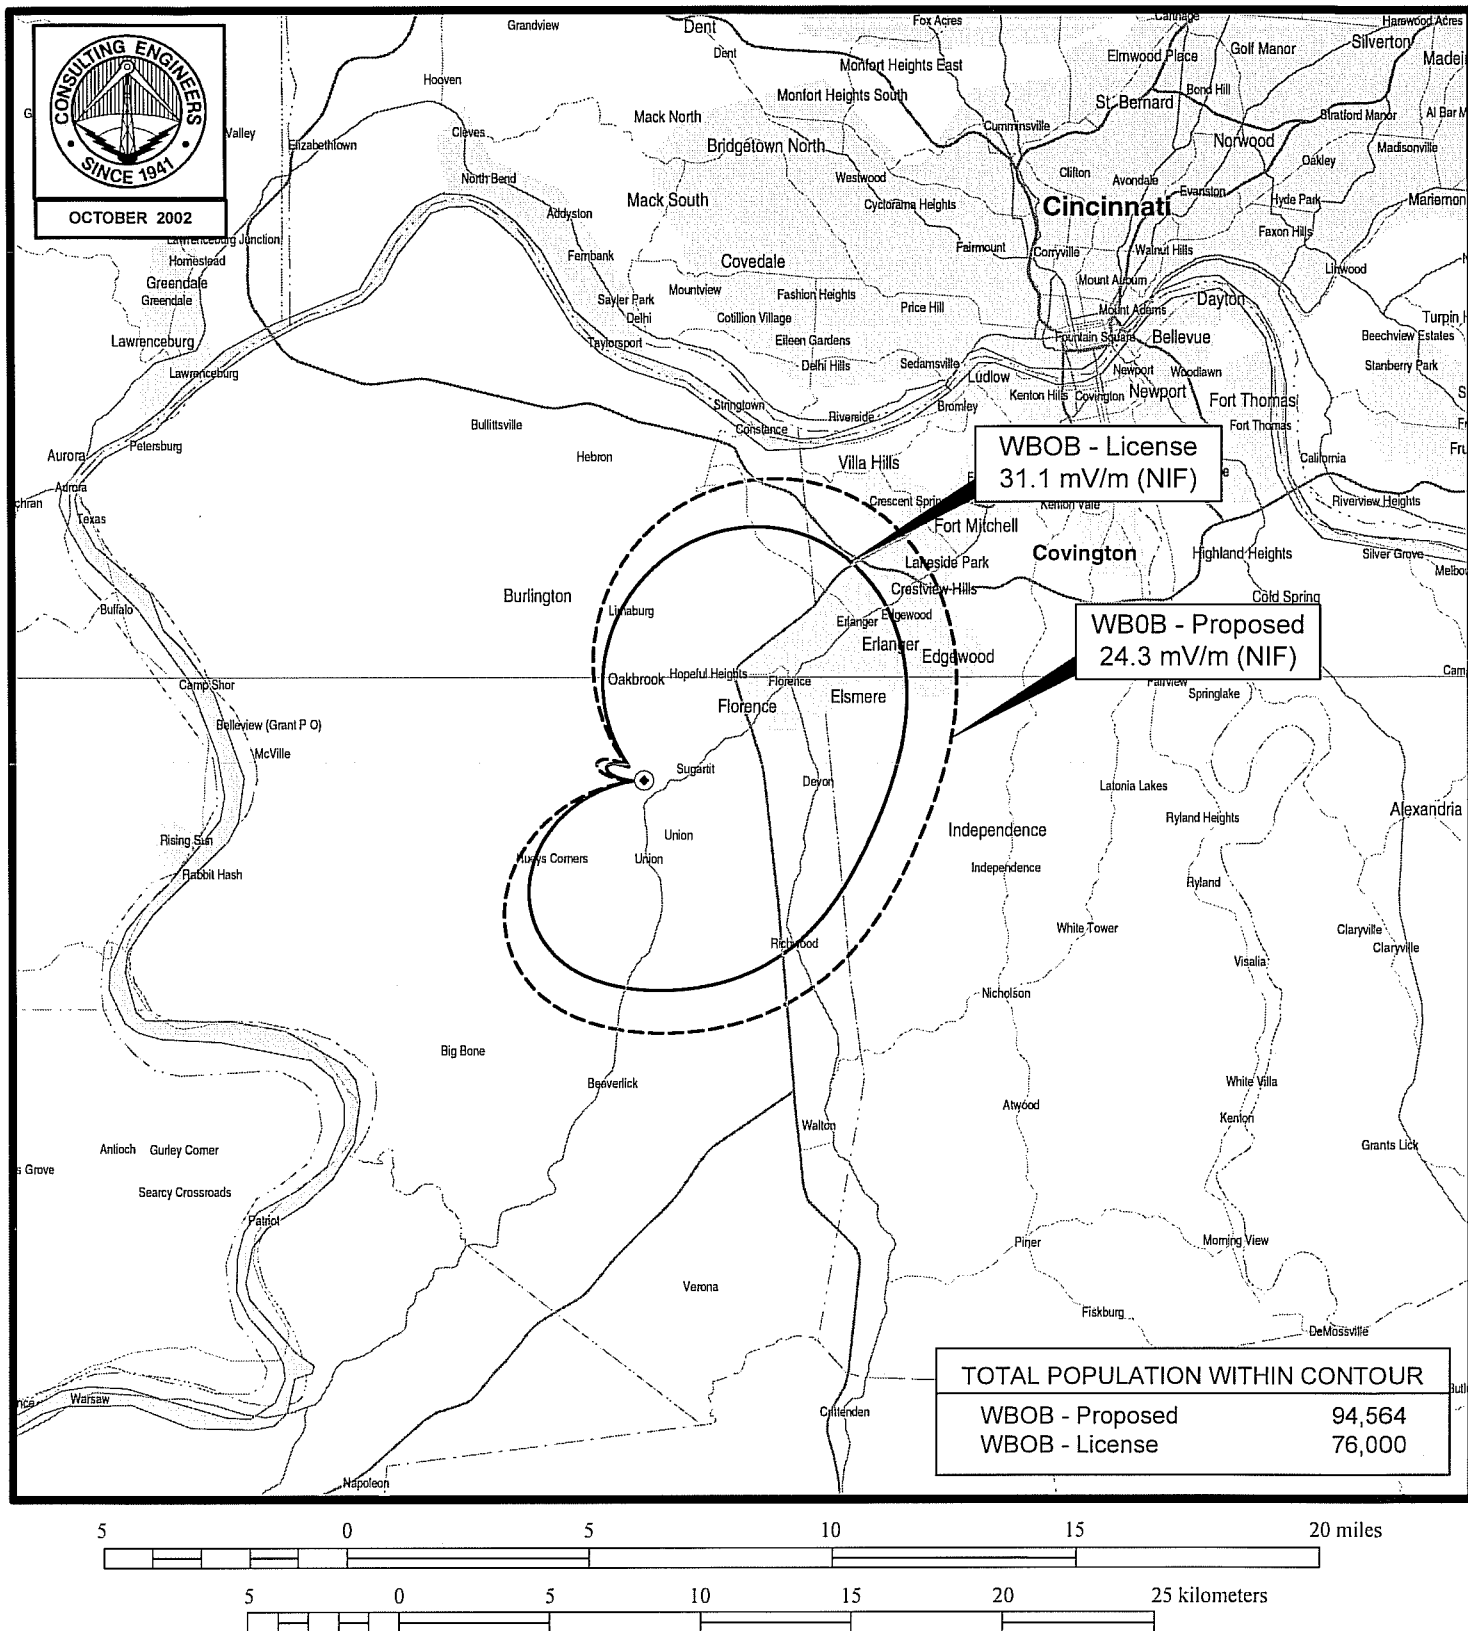 CONSULTING ENGINEERS
SINCE 1941
OCTOBER 2002
Grandview
Dent
Dent
Fox Acres
Carthage
Harewood Acres
Silverton
Golf Manor
Elmwood Place
Monfort Heights East
Hooven
Monfort Heights South
Bond Hill
St. Bernard
Stratford Manor
Mack North
Cumminsville
Valley
Cleves
Elizabethtown
Bridgetown North
Norwood
Madisonville
Oakley
North Bend
Westwood
Clifton
Avondale
Evanston
Mack South
Cyclorama Heights
Cincinnati
Hyde Park
Addyston
Lawrenceburg Junction
Fairmount
Corryville
Walnut Hills
Faxon Hills
Homestead
Fernbank
Covedale
Linwood
Greendale
Greendale
Mountview
Fashion Heights
Mount Auburn
Dayton
Sayler Park
Delhi
Cotillion Village
Price Hill
Mount Adams
Lawrenceburg
Taylorsport
Eileen Gardens
Fountain Square
Bellevue
Beechview Estates
Lawrenceburg
Delhi Hills
Sedamsville
Ludlow
Newport
Woodlawn
Stanberry Park
Stringtown
Riverside
Bromley
Kenton Hills
Covington
Newport
Fort Thomas
Fort Thomas
Bullittsville
Constance
Petersburg
Aurora
Hebron
Villa Hills
California
WBOB - License
31.1 mV/m (NIF)
Aurora
Texas
Crescent Spring
Kenton Vale
Riverview Heights
Fort Mitchell
Covington
Highland Heights
Silver Grove
Lakeside Park
Burlington
Crestview Hills
Cold Spring
Buffalo
Limaburg
Erlanger
Edgewood
WB0B - Proposed
24.3 mV/m (NIF)
Erlanger
Edgewood
Camp Shor
Oakbrook
Hopeful Heights
Florence
Fairview
Springlake
Florence
Elsmere
Belleview (Grant P O)
McVille
Sugartit
Devon
Latonia Lakes
Alexandria
Rising Sun
Union
Independence
Ryland Heights
Hueys Corners
Union
Independence
Rabbit Hash
Ryland
White Tower
Claryville
Claryville
Richwood
Visalia
Nicholson
Big Bone
Beaverlick
White Villa
Atwood
Kenton
Walton
Antioch
Gurley Corner
Grants Lick
s Grove
Searcy Crossroads
Patriot
Piner
Morning View
Verona
Fiskburg
DeMossville
Warsaw
Crittenden
Napoleon
TOTAL POPULATION WITHIN CONTOUR
WBOB - Proposed 94,564
WBOB - License 76,000
5 0 5 10 15 20 miles
5 0 5 10 15 20 25 kilometers